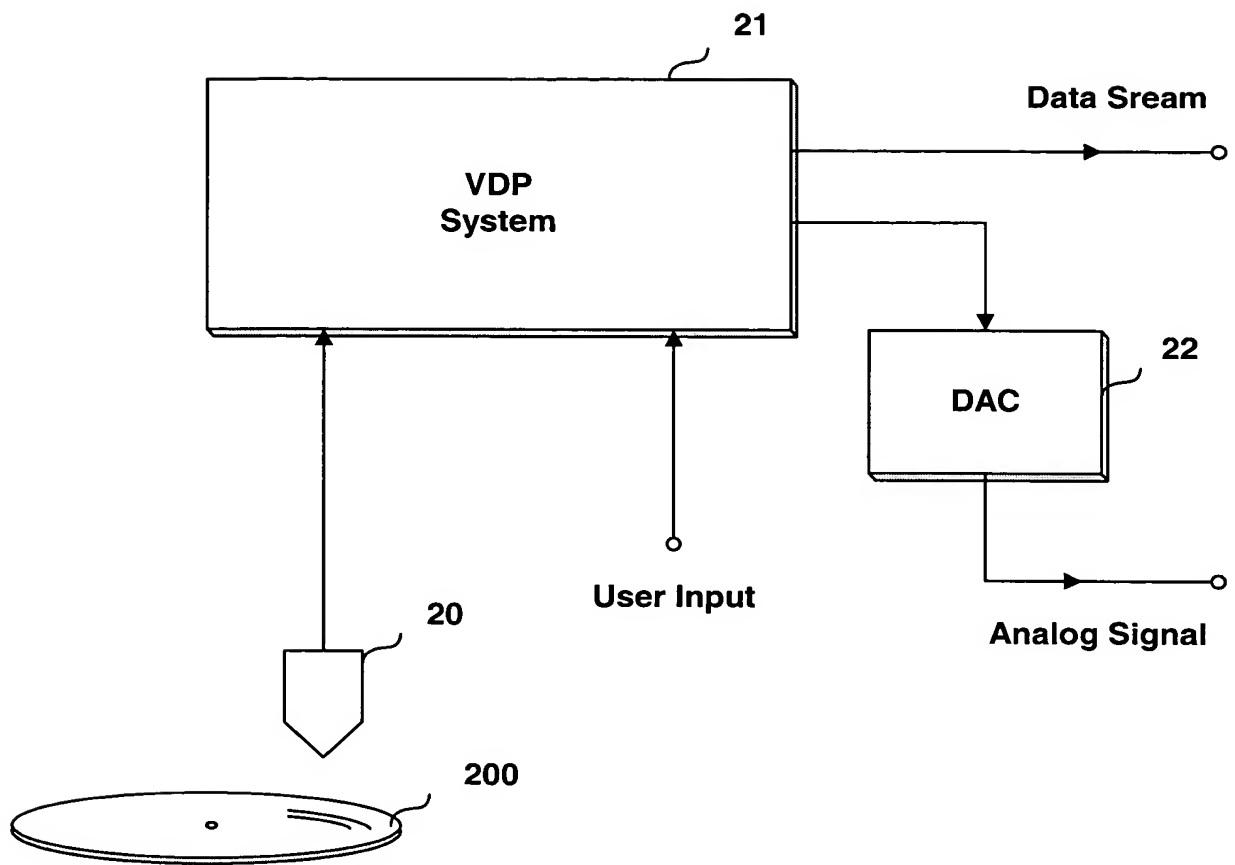 21
Data Sream
VDP
System
22
DAC
User Input
20
Analog Signal
200